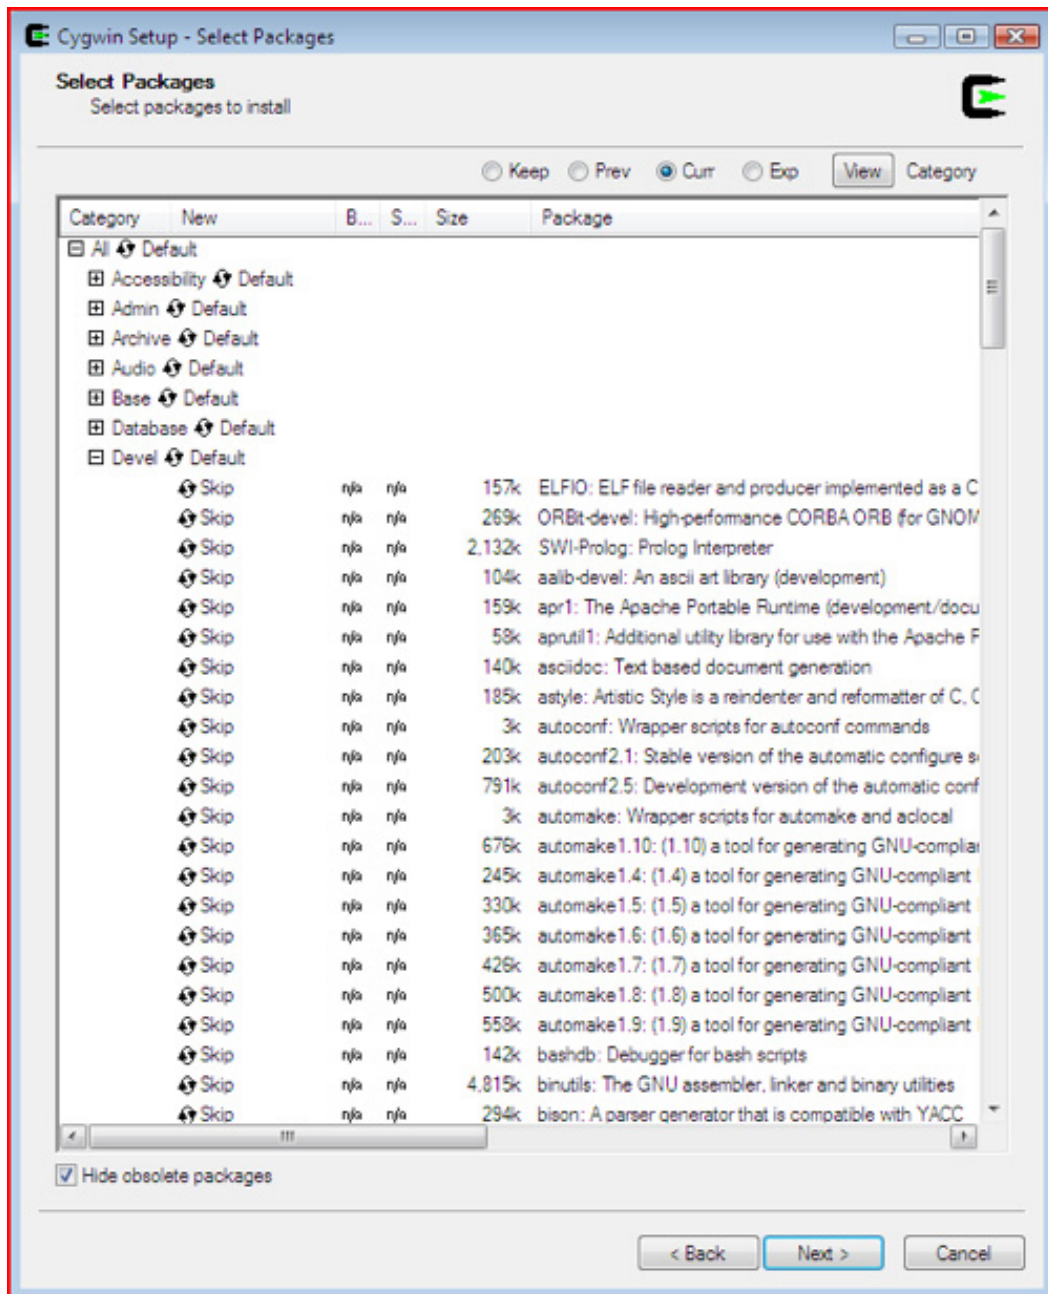 Cygwin Setup - Select Packages
Select Packages
Select packages to install
Keep Prev Curr Exp View Category
Category New B... S... Size Package
All Default
Accessibility Default
Admin Default
Archive Default
Audio Default
Base Default
Database Default
Devel Default
Skip n/a n/a 157k ELFIO: ELF file reader and producer implemented as a C
Skip n/a n/a 269k ORBit-devel: High-performance CORBA ORB (for GNOM
Skip n/a n/a 2,132k SWI-Prolog: Prolog Interpreter
Skip n/a n/a 104k aalib-devel: An ascii art library (development)
Skip n/a n/a 159k apr1: The Apache Portable Runtime (development/docu
Skip n/a n/a 58k aprutil1: Additional utility library for use with the Apache P
Skip n/a n/a 140k asciidoc: Text based document generation
Skip n/a n/a 185k astyle: Artistic Style is a reindenter and reformatter of C, C
Skip n/a n/a 3k autoconf: Wrapper scripts for autoconf commands
Skip n/a n/a 203k autoconf2.1: Stable version of the automatic configure s
Skip n/a n/a 791k autoconf2.5: Development version of the automatic conf
Skip n/a n/a 3k automake: Wrapper scripts for automake and aclocal
Skip n/a n/a 676k automake1.10: (1.10) a tool for generating GNU-complia
Skip n/a n/a 245k automake1.4: (1.4) a tool for generating GNU-compliant
Skip n/a n/a 330k automake1.5: (1.5) a tool for generating GNU-compliant
Skip n/a n/a 365k automake1.6: (1.6) a tool for generating GNU-compliant
Skip n/a n/a 426k automake1.7: (1.7) a tool for generating GNU-compliant
Skip n/a n/a 500k automake1.8: (1.8) a tool for generating GNU-compliant
Skip n/a n/a 558k automake1.9: (1.9) a tool for generating GNU-compliant
Skip n/a n/a 142k bashdb: Debugger for bash scripts
Skip n/a n/a 4,815k binutils: The GNU assembler, linker and binary utilities
Skip n/a n/a 294k bison: A parser generator that is compatible with YACC
Hide obsolete packages
< Back Next > Cancel